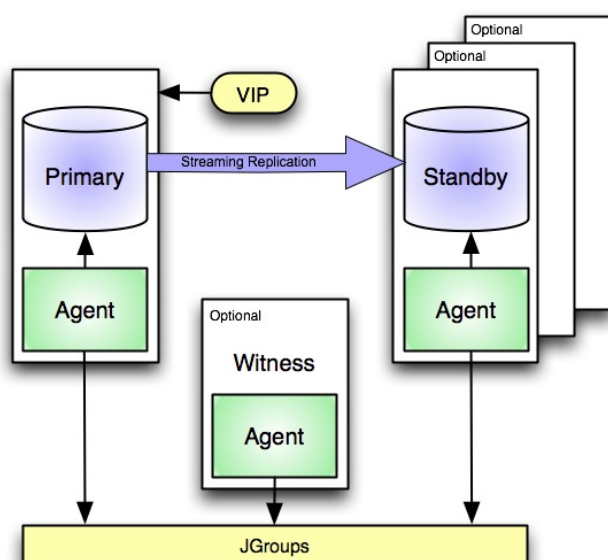 Optional
Optional
VIP
Streaming Replication
Primary
Standby
Agent
Agent
Optional
Witness
Agent
JGroups